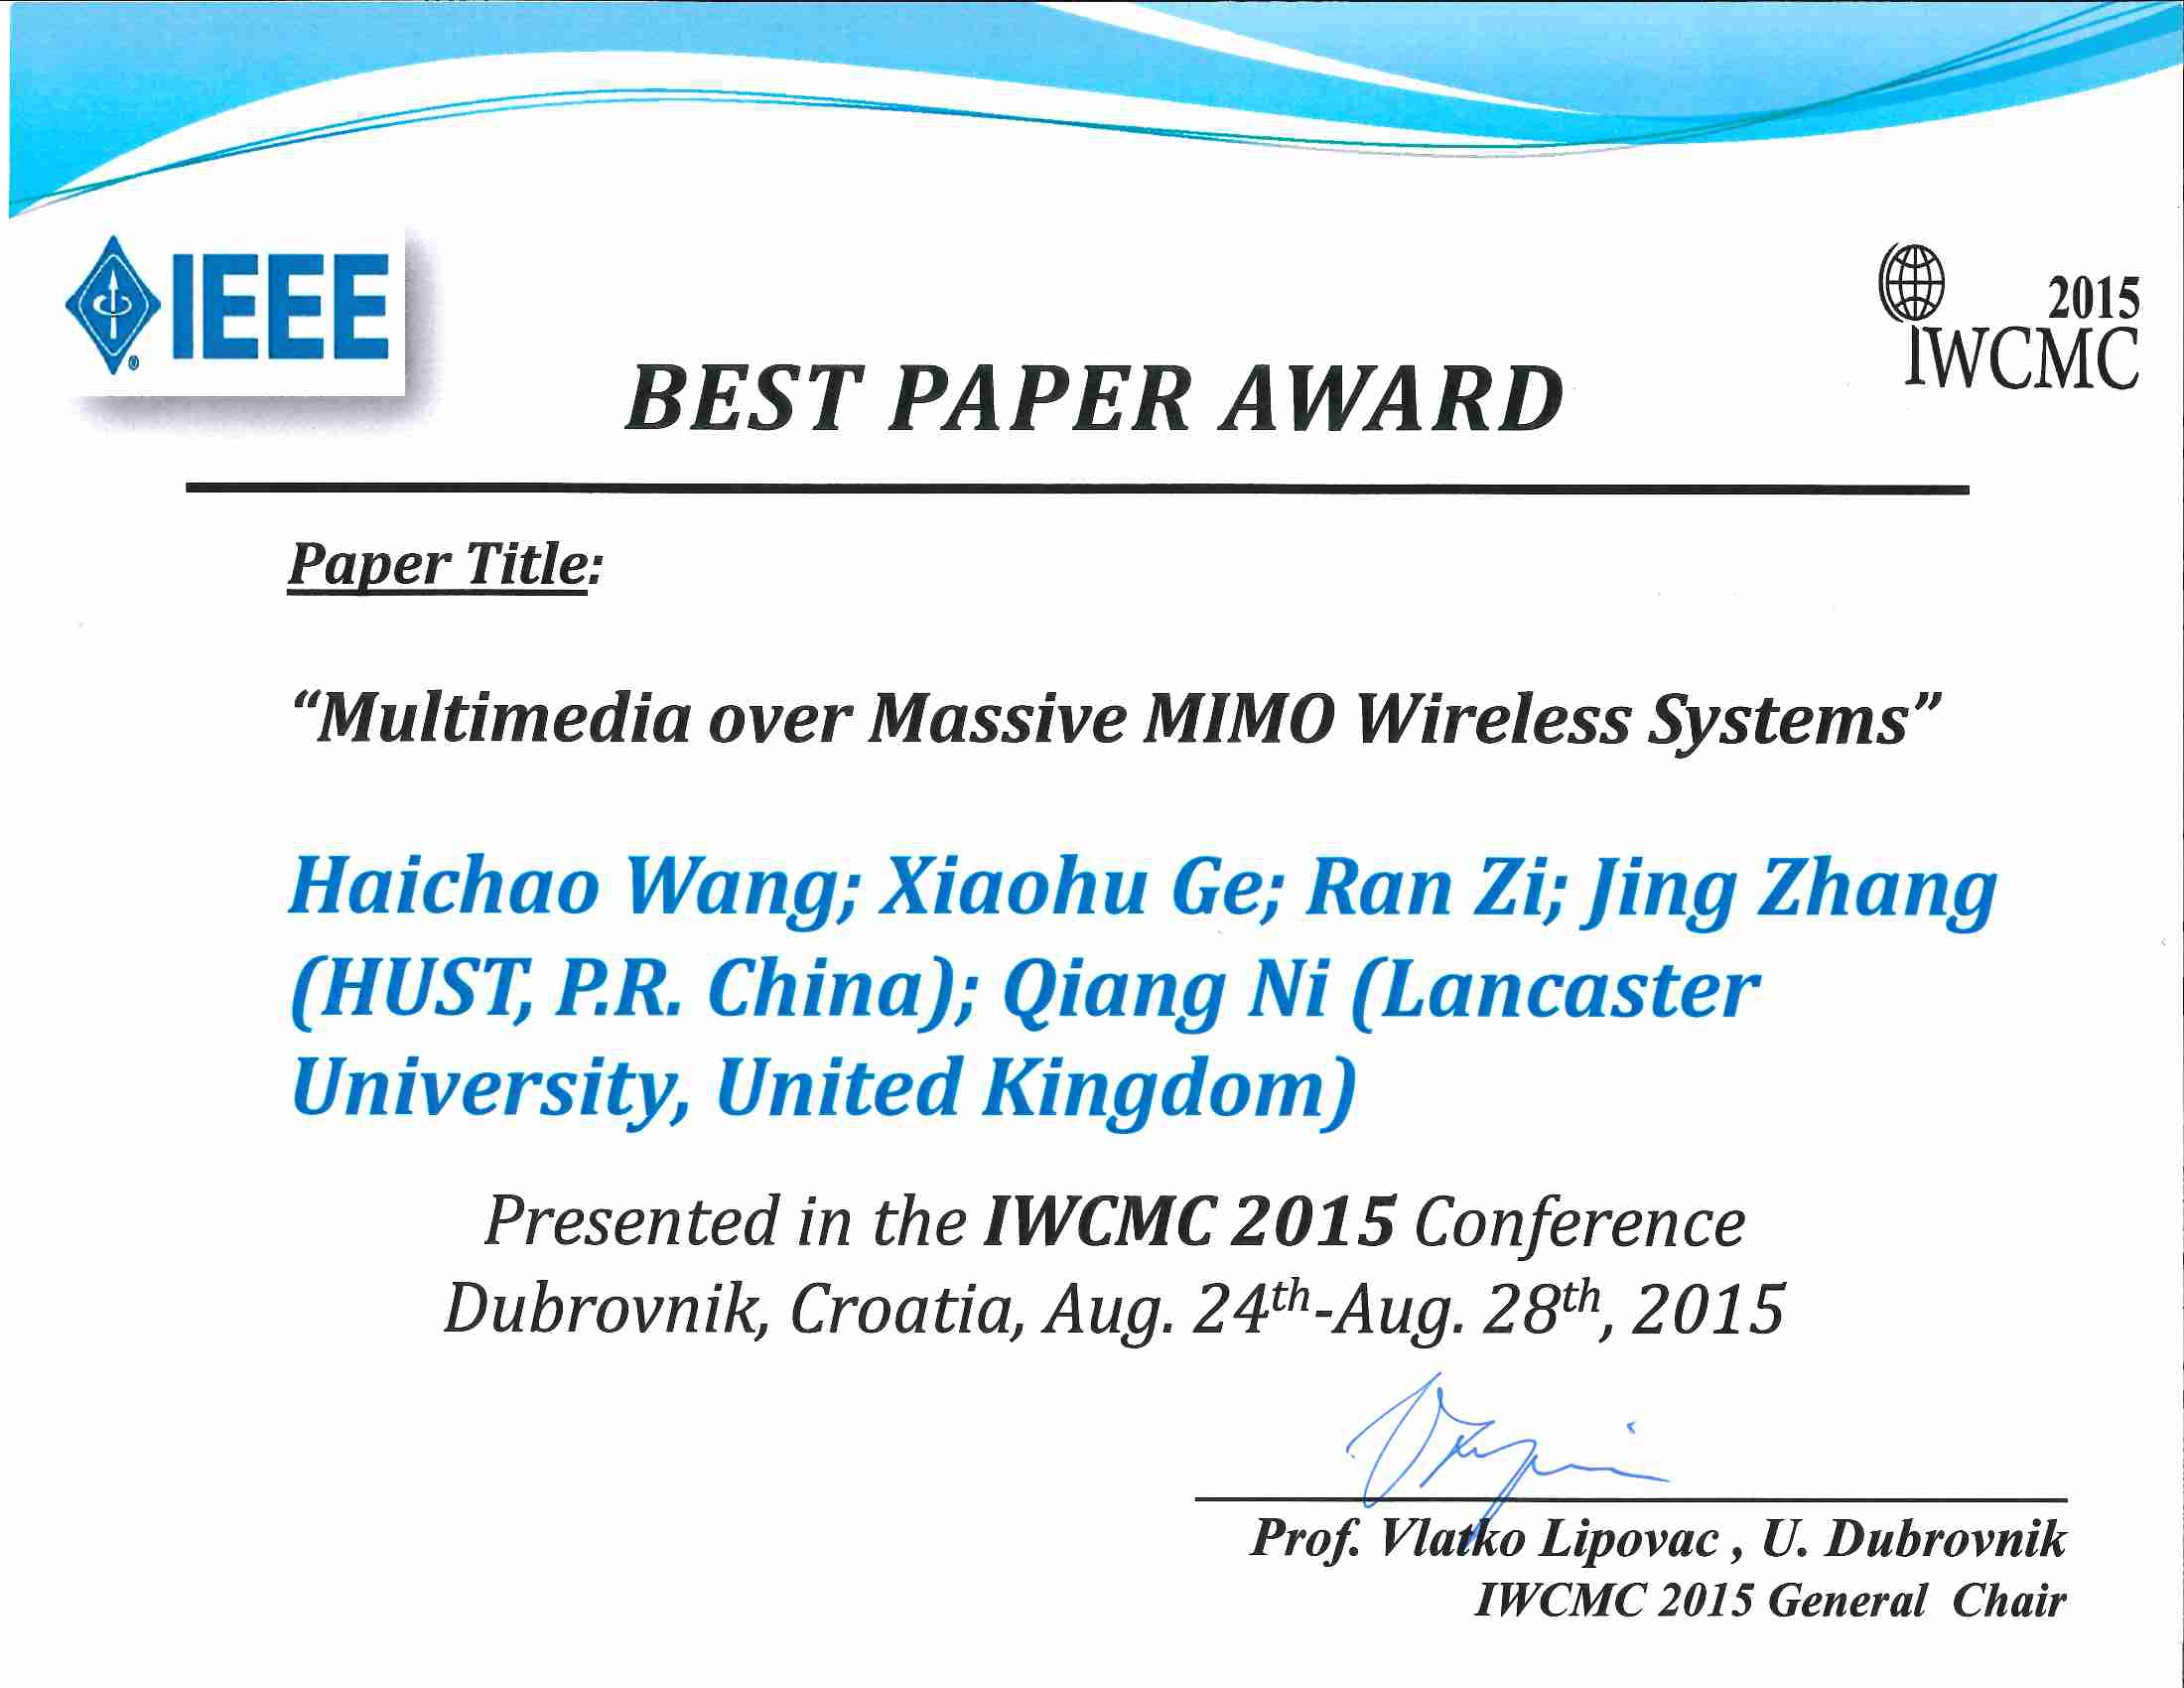 IEEE
2015
IWCMC
BEST PAPER AWARD
Paper Title:
“Multimedia over Massive MIMO Wireless Systems”
Haichao Wang; Xiaohu Ge; Ran Zi; Jing Zhang
(HUST, P.R. China); Qiang Ni (Lancaster
University, United Kingdom)
Presented in the IWCMC 2015 Conference
Dubrovnik, Croatia, Aug. 24th-Aug. 28th, 2015
Prof. Vlatko Lipovac , U. Dubrovnik
IWCMC 2015 General Chair